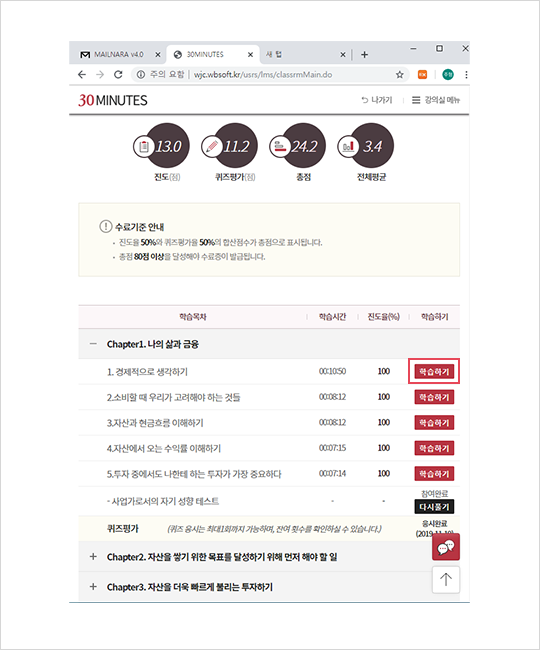 MAILNARA v4.0
30MINUTES
새 탭
주의 요함 | wjc.wbsoft.kr/usrs/lms/classrmMain.do
30 MINUTES
나가기
강의실 메뉴
13.0
11.2
24.2
3.4
진도(점)
퀴즈평가(점)
총점
전체평균
수료기준 안내
• 진도율 50%와 퀴즈평가율 50%의 합산점수가 총점으로 표시됩니다.
• 총점 80점 이상을 달성해야 수료증이 발급됩니다.
학습목차 학습시간 진도율(%) 학습하기
Chapter1. 나의 삶과 금융
1. 경제적으로 생각하기 00:10:50 100 학습하기
2.소비할 때 우리가 고려해야 하는 것들 00:08:12 100 학습하기
3.자산과 현금흐름 이해하기 00:08:12 100 학습하기
4.자산에서 오는 수익률 이해하기 00:07:15 100 학습하기
5.투자 중에서도 나한테 하는 투자가 가장 중요하다 00:07:14 100 학습하기
- 사업가로서의 자기 성향 테스트 - - 참여완료
다시풀기
퀴즈평가 (퀴즈 응시는 최대1회까지 가능하며, 잔여 횟수를 확인하실 수 있습니다.) 응시완료
(2019-11-19)
Chapter2. 자산을 쌓기 위한 목표를 달성하기 위해 먼저 해야 할 일
Chapter3. 자산을 더욱 빠르게 불리는 투자하기